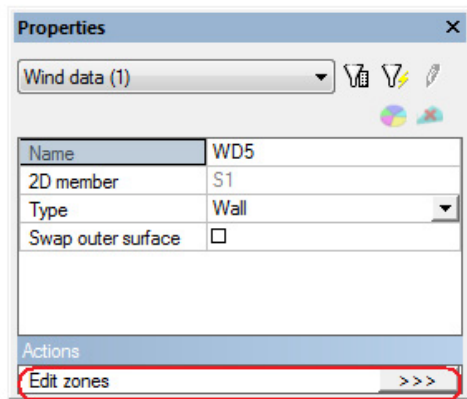 Properties
Wind data (1)
Name WD5
2D member S1
Type Wall
Swap outer surface
Actions
Edit zones >>>